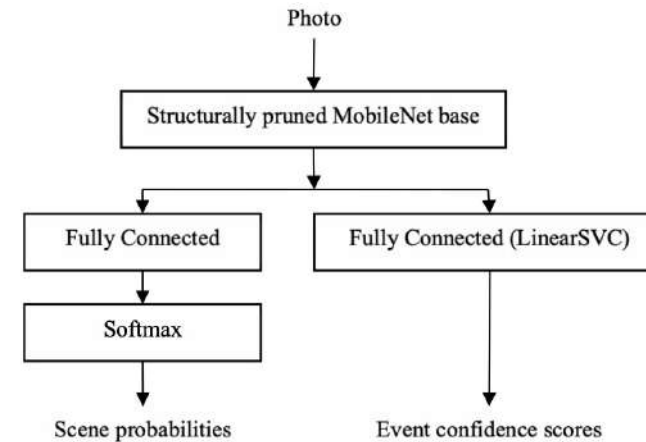 Photo
Structurally pruned MobileNet base
Fully Connected
Fully Connected (LinearSVC)
Softmax
Scene probabilities
Event confidence scores